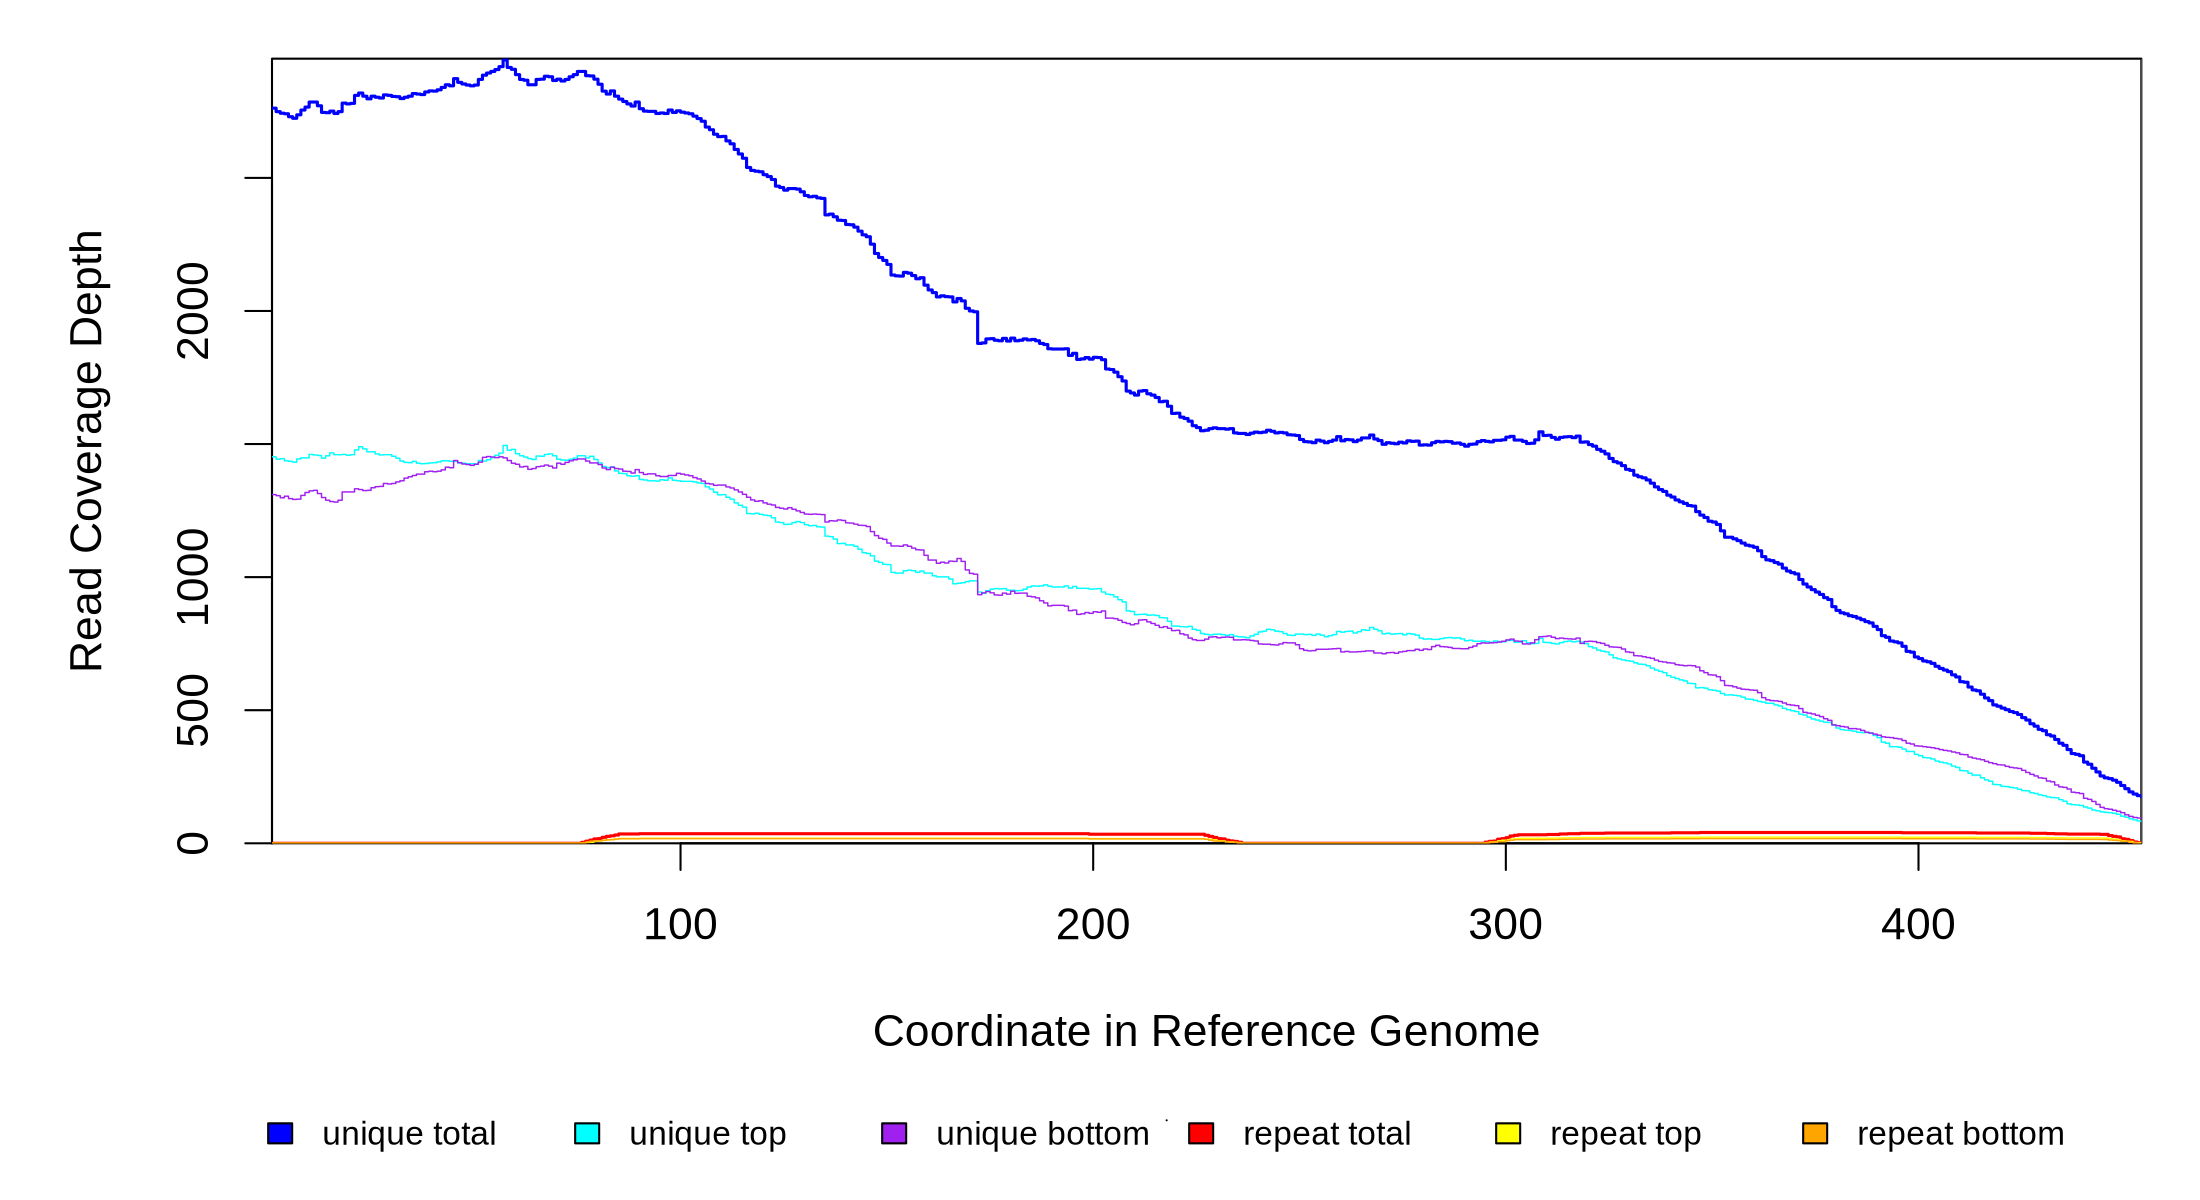 Read Coverage Depth
2000
1000
500
0
100 200 300 400
Coordinate in Reference Genome
unique total unique top unique bottom repeat total repeat top repeat bottom